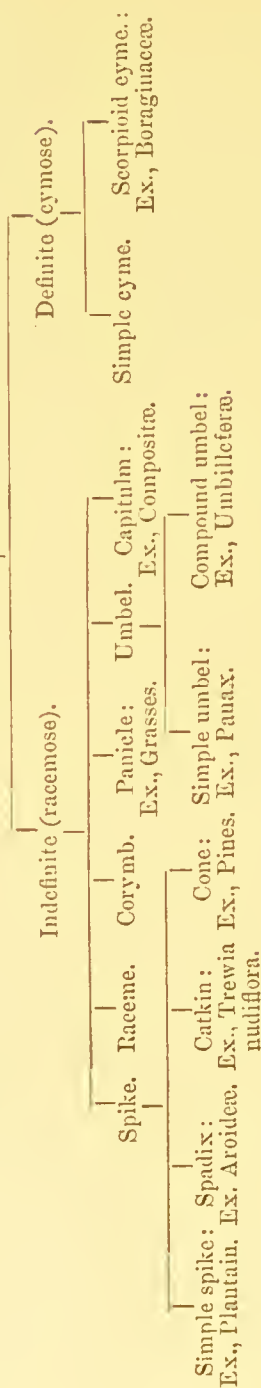 Indefinite (racemose).
Definite (cymose).
Spike.
Raceme.
Corymb.
Panicle:
Ex., Grasses.
Umbel.
Capitulm:
Ex., Compositæ.
Simple cyme.
Scorpioid cyme.:
Ex., Boraginaceæ.
Simple spike:
Ex., Plantain.
Spadix:
Ex. Aroideæ.
Catkin:
Ex., Trewia
nudiflora.
Cone:
Ex., Pines.
Simple umbel:
Ex., Panax.
Compound umbel:
Ex., Umbilleferæ.